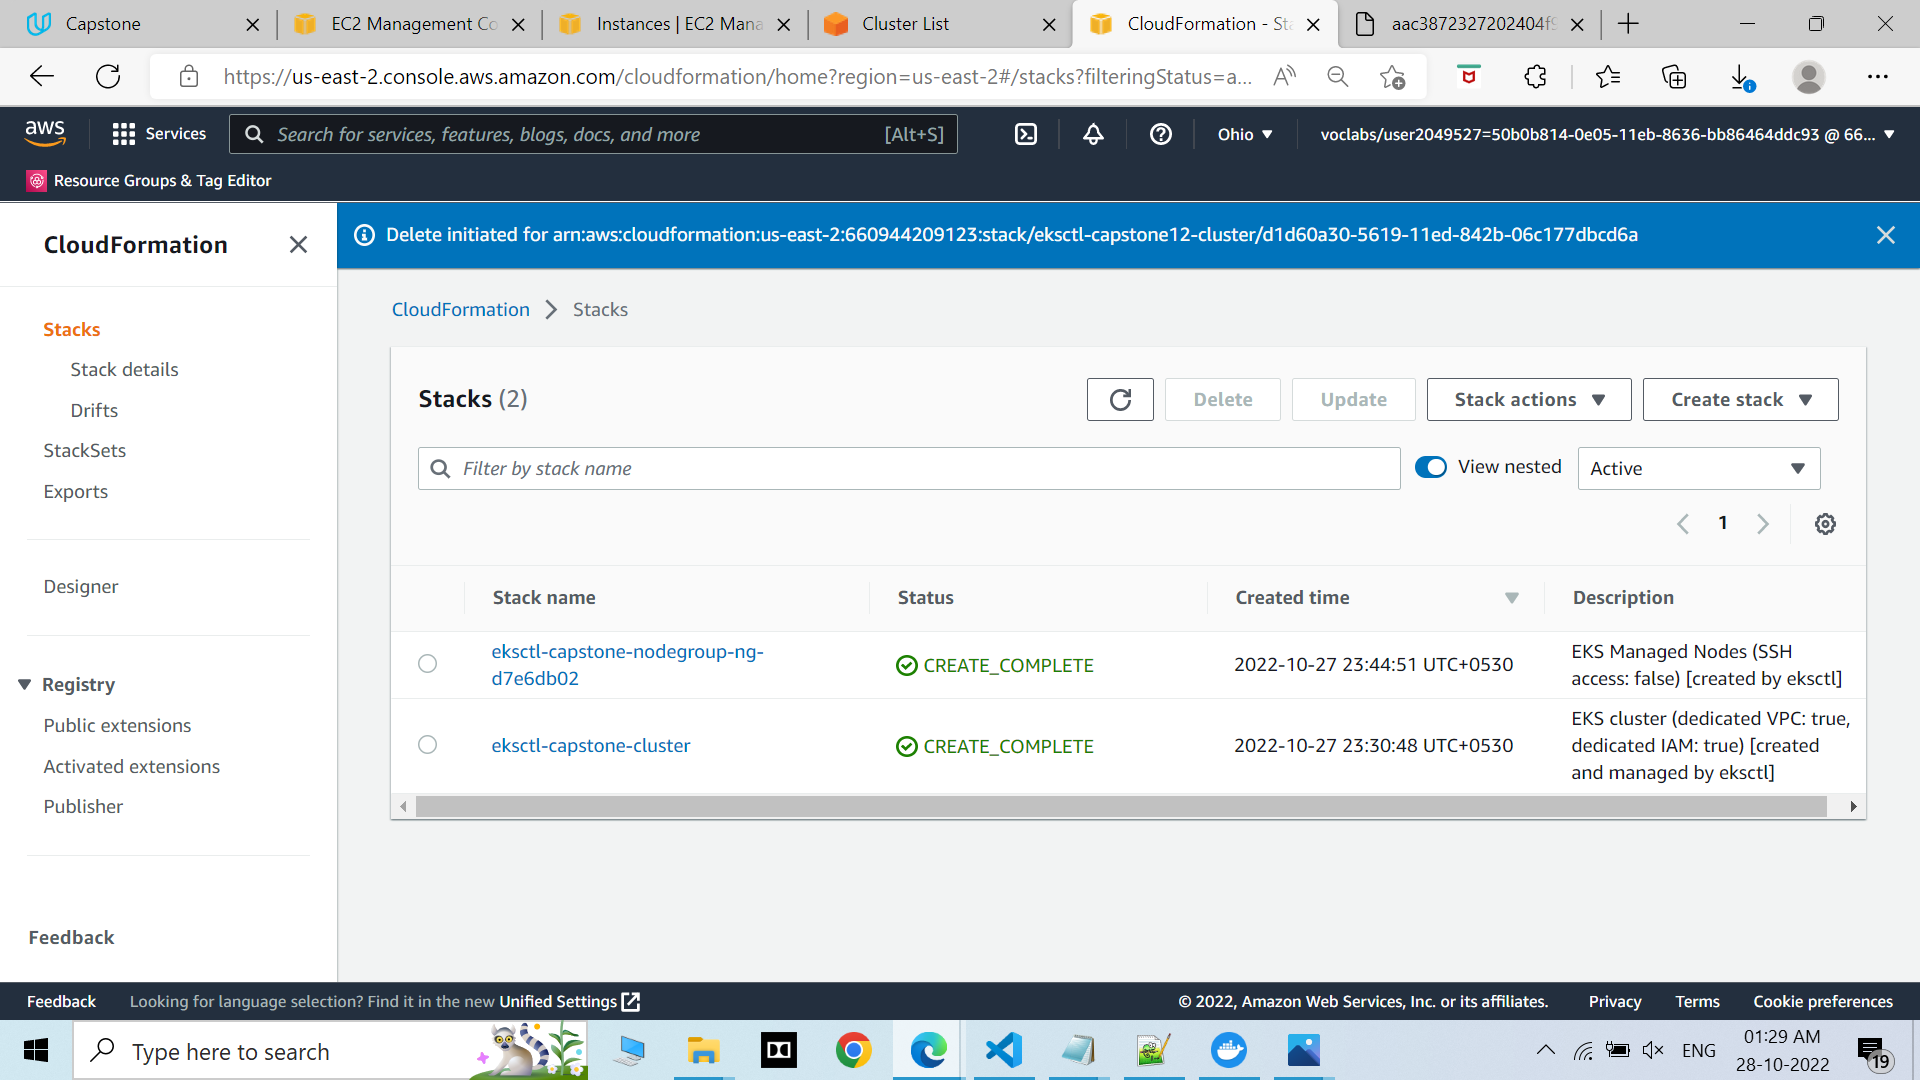 Capstone
EC2 Management Co
Instances | EC2 Mana
Cluster List
CloudFormation - Sta
aac3872327202404f9
https://us-east-2.console.aws.amazon.com/cloudformation/home?region=us-east-2#/stacks?filteringStatus=a...
aws
Services
Search for services, features, blogs, docs, and more
[Alt+S]
Ohio
voclabs/user2049527=50b0b814-0e05-11eb-8636-bb86464ddc93 @ 66...
Resource Groups & Tag Editor
CloudFormation
Delete initiated for arn:aws:cloudformation:us-east-2:660944209123:stack/eksctl-capstone12-cluster/d1d60a30-5619-11ed-842b-06c177dbcd6a
Stacks
Stack details
Drifts
StackSets
Exports
Designer
Registry
Public extensions
Activated extensions
Publisher
Feedback
CloudFormation
Stacks
Stacks (2)
Delete
Update
Stack actions
Create stack
Filter by stack name
View nested
Active
1
Stack name
Status
Created time
Description
eksctl-capstone-nodegroup-ng-
d7e6db02
CREATE_COMPLETE
2022-10-27 23:44:51 UTC+0530
EKS Managed Nodes (SSH
access: false) [created by eksctl]
eksctl-capstone-cluster
CREATE_COMPLETE
2022-10-27 23:30:48 UTC+0530
EKS cluster (dedicated VPC: true,
dedicated IAM: true) [created
and managed by eksctl]
Feedback
Looking for language selection? Find it in the new Unified Settings
© 2022, Amazon Web Services, Inc. or its affiliates.
Privacy
Terms
Cookie preferences
Type here to search
ENG
01:29 AM
28-10-2022
19